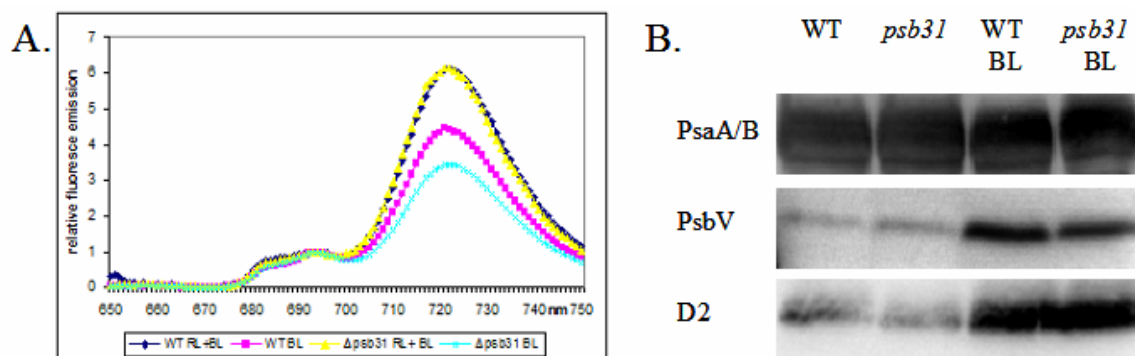 A.
relative fluoresce emission
7
6
5
4
3
2
1
0
650 660 670 680 690 700 710 720 730 740 nm 750
WT RL+BL WT BL Δpsb31 RL+BL Δpsb31 BL
B.
WT psb31 WT BL psb31 BL
PsaA/B
PsbV
D2